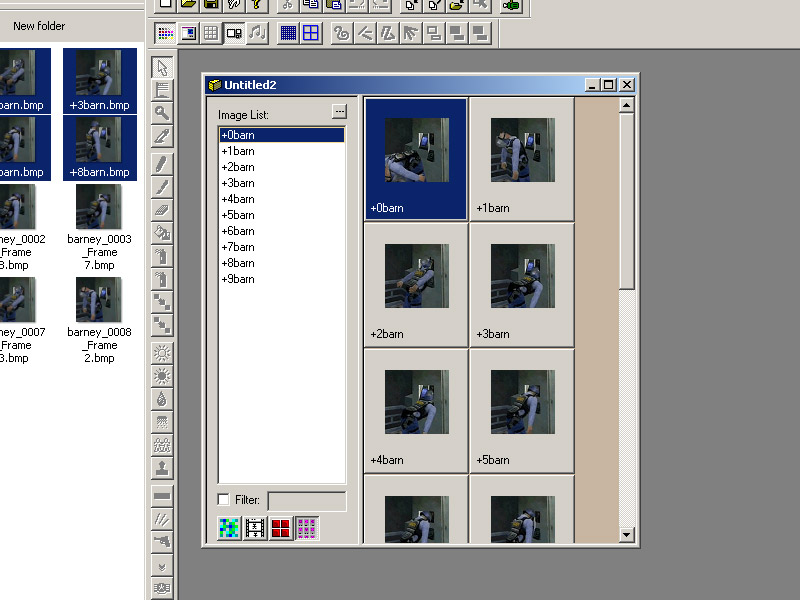 New folder
barn.bmp
+3barn.bmp
barn.bmp
+8barn.bmp
ney_0002
barney_0003
_Frame
_Frame
3.bmp
7.bmp
ney_0007
barney_0008
_Frame
_Frame
3.bmp
2.bmp
Untitled2
Image List:
...
+0barn
+1barn
+2barn
+3barn
+4barn
+5barn
+6barn
+7barn
+8barn
+9barn
Filter:
+0barn
+1barn
+2barn
+3barn
+4barn
+5barn